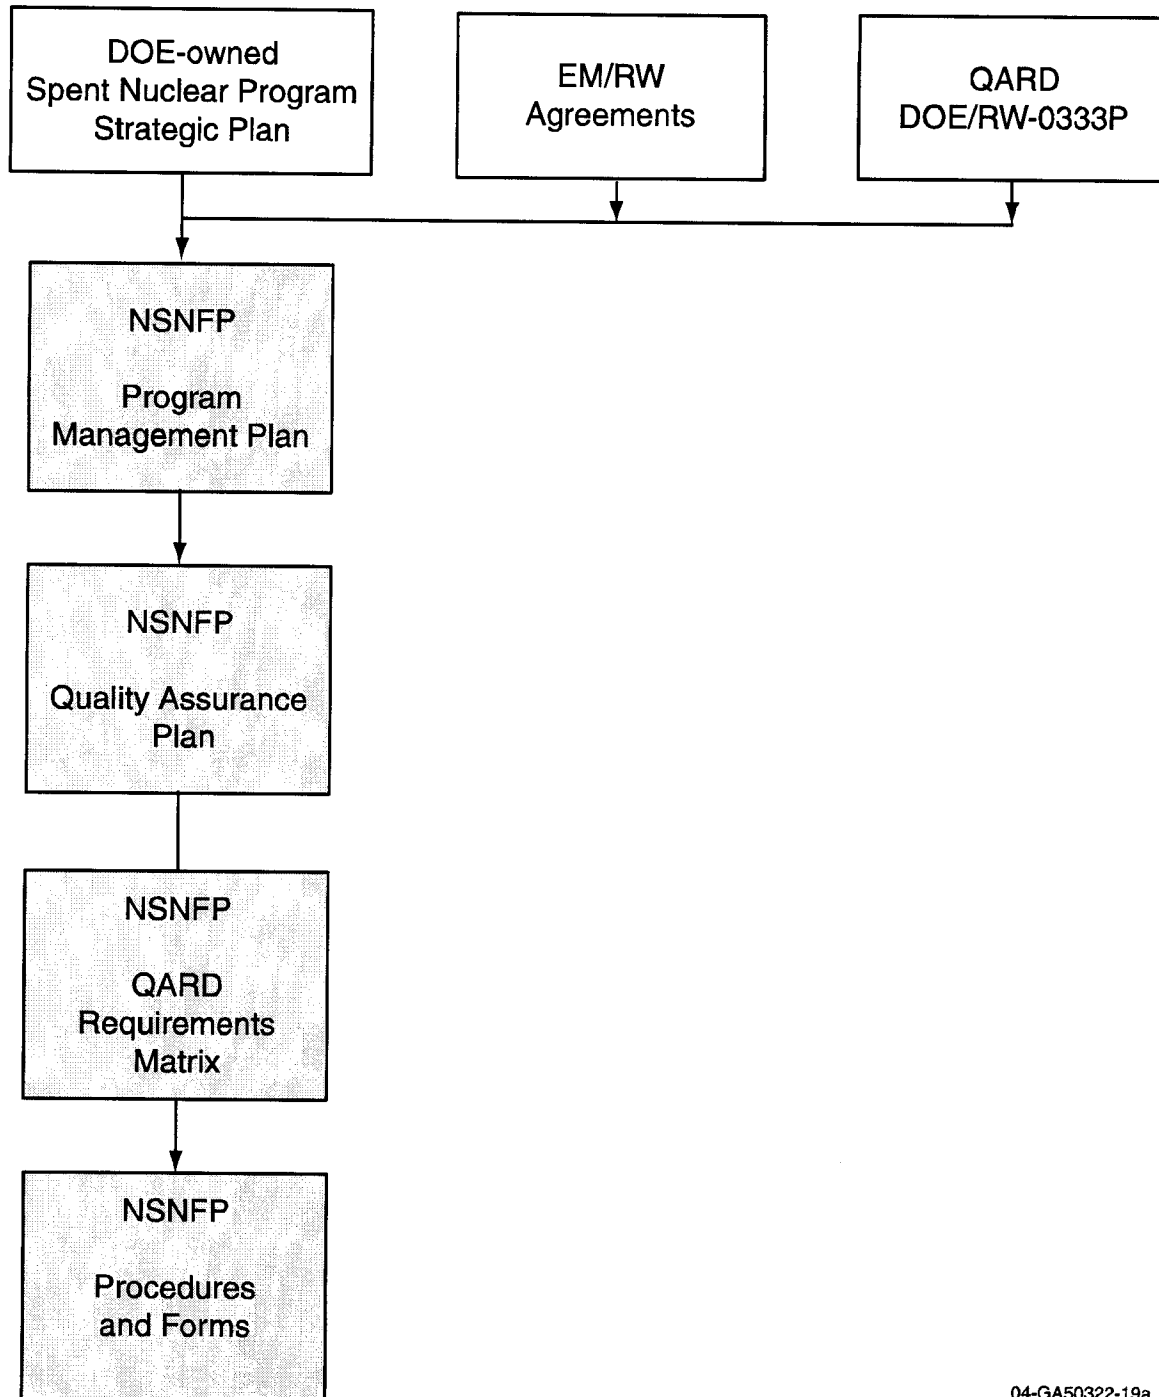 DOE-owned
Spent Nuclear Program
Strategic Plan
EM/RW
Agreements
QARD
DOE/RW-0333P
NSNFP
Program
Management Plan
NSNFP
Quality Assurance
Plan
NSNFP
QARD
Requirements
Matrix
NSNFP
Procedures
and Forms
04-GA50322-19a